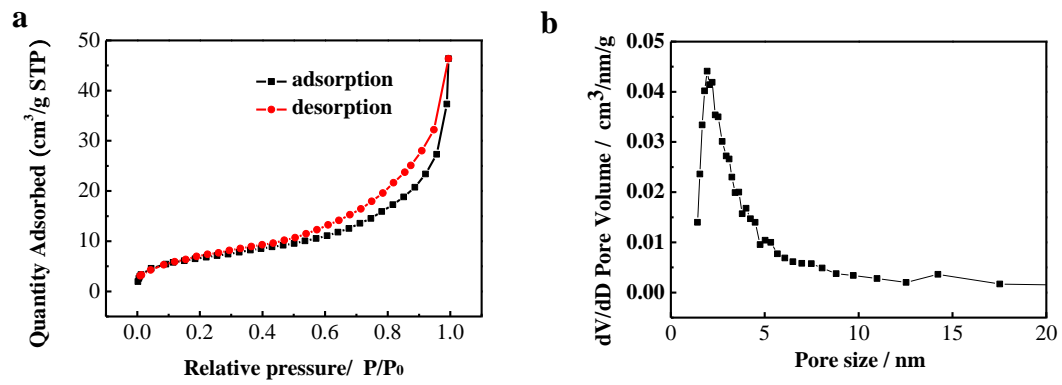 a
50
40
30
20
10
0
Quantity Adsorbed (cm³/g STP)
adsorption
desorption
0.0 0.2 0.4 0.6 0.8 1.0
Relative pressure/ P/P₀
b
0.05
0.04
0.03
0.02
0.01
0.00
dV/dD Pore Volume / cm³/nm/g
0 5 10 15 20
Pore size / nm